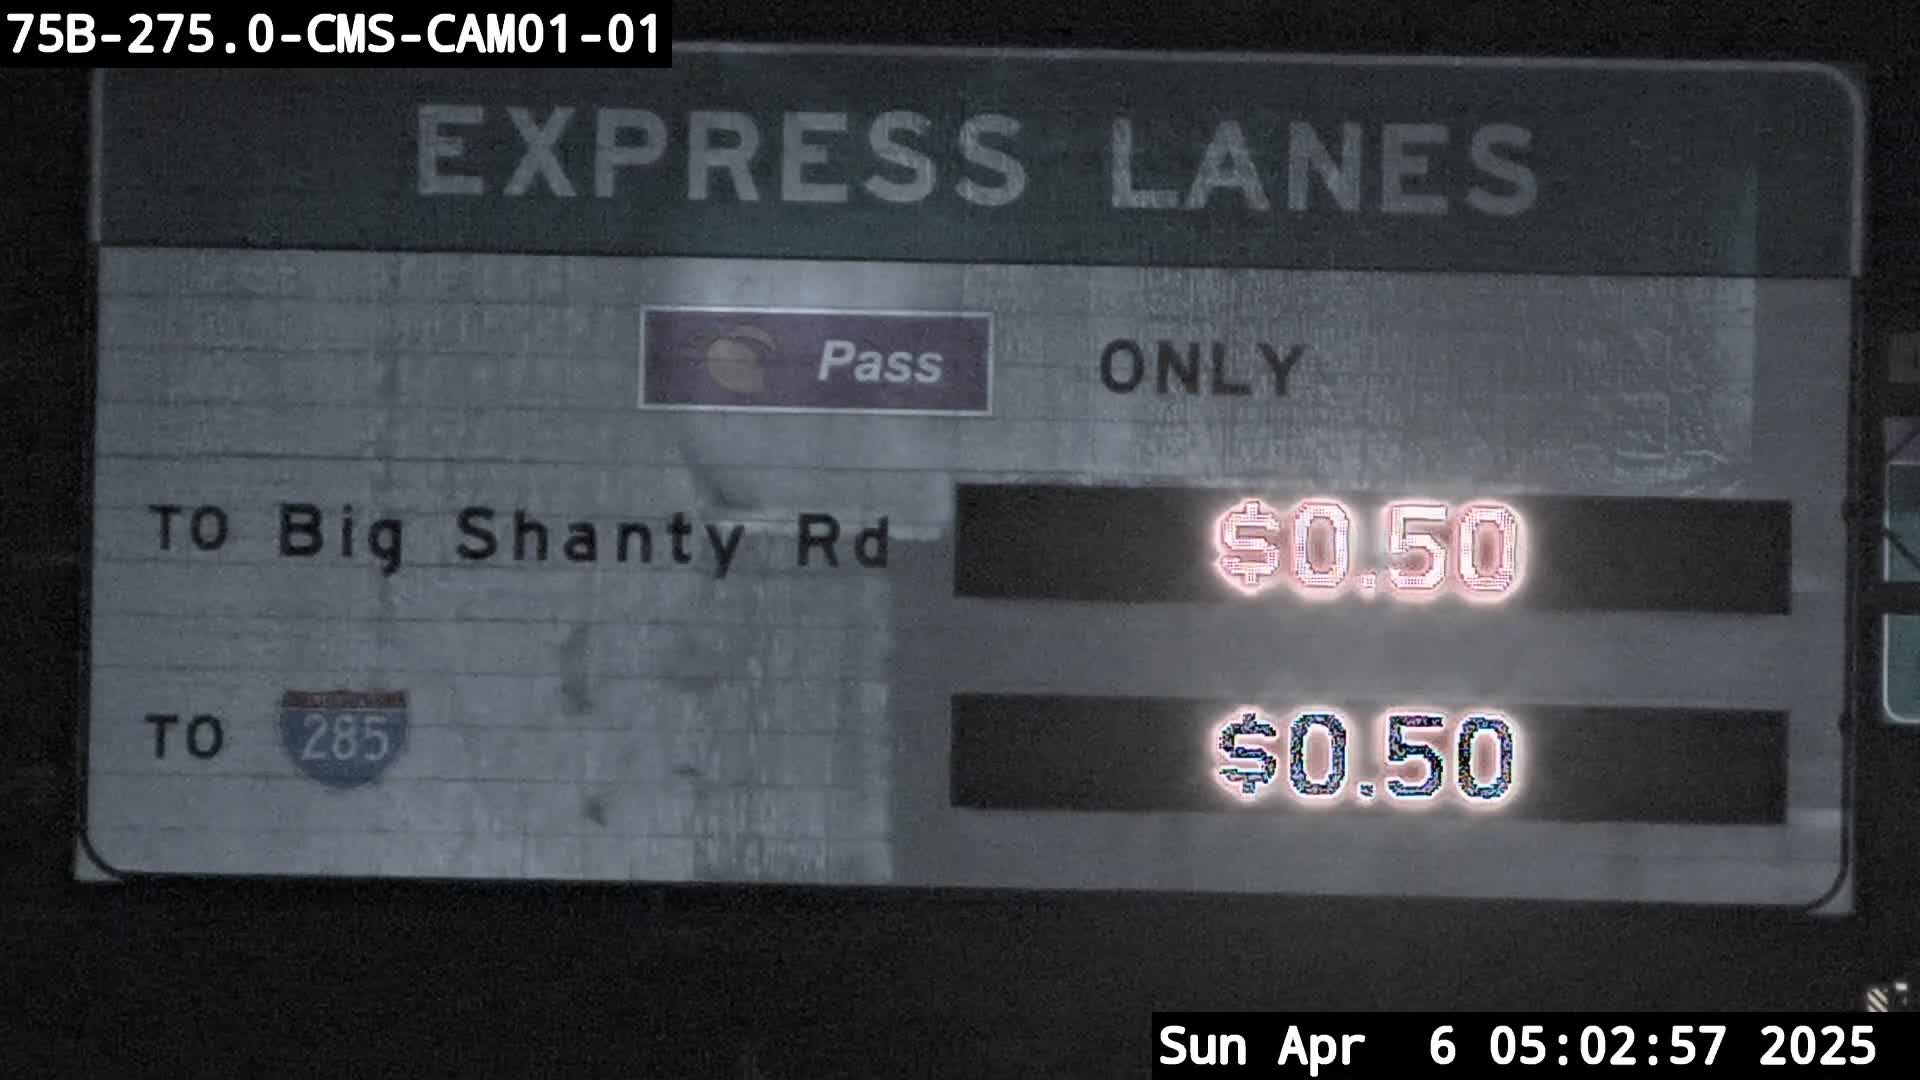 75B-275.0-CMS-CAM01-01
EXPRESS LANES
Pass ONLY
TO Big Shanty Rd $0.50
TO 285 $0.50
Sun Apr 6 05:02:57 2025